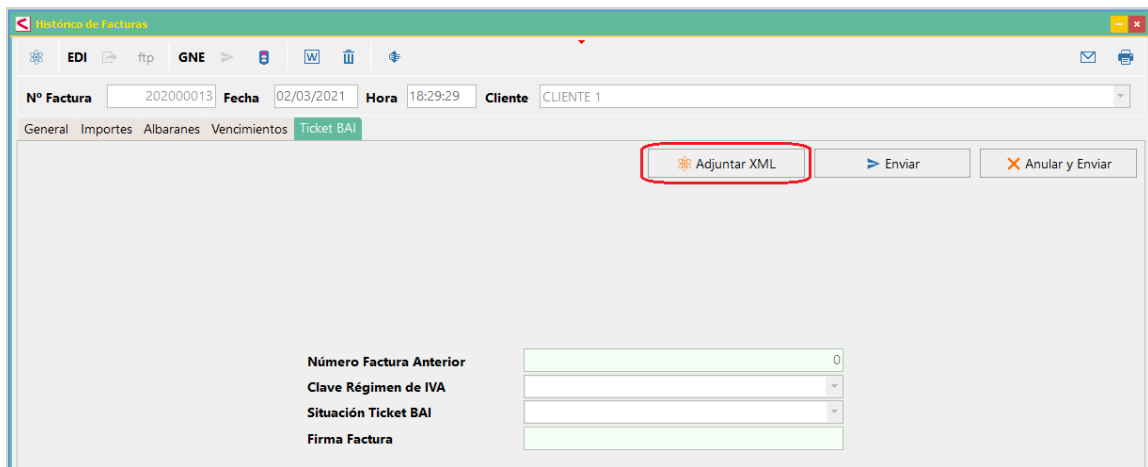 Histórico de Facturas
EDI ftp GNE W
Nº Factura 202000013 Fecha 02/03/2021 Hora 18:29:29 Cliente CLIENTE 1
General Importes Albaranes Vencimientos Ticket BAI
Adjuntar XML Enviar Anular y Enviar
Número Factura Anterior 0
Clave Régimen de IVA
Situación Ticket BAI
Firma Factura